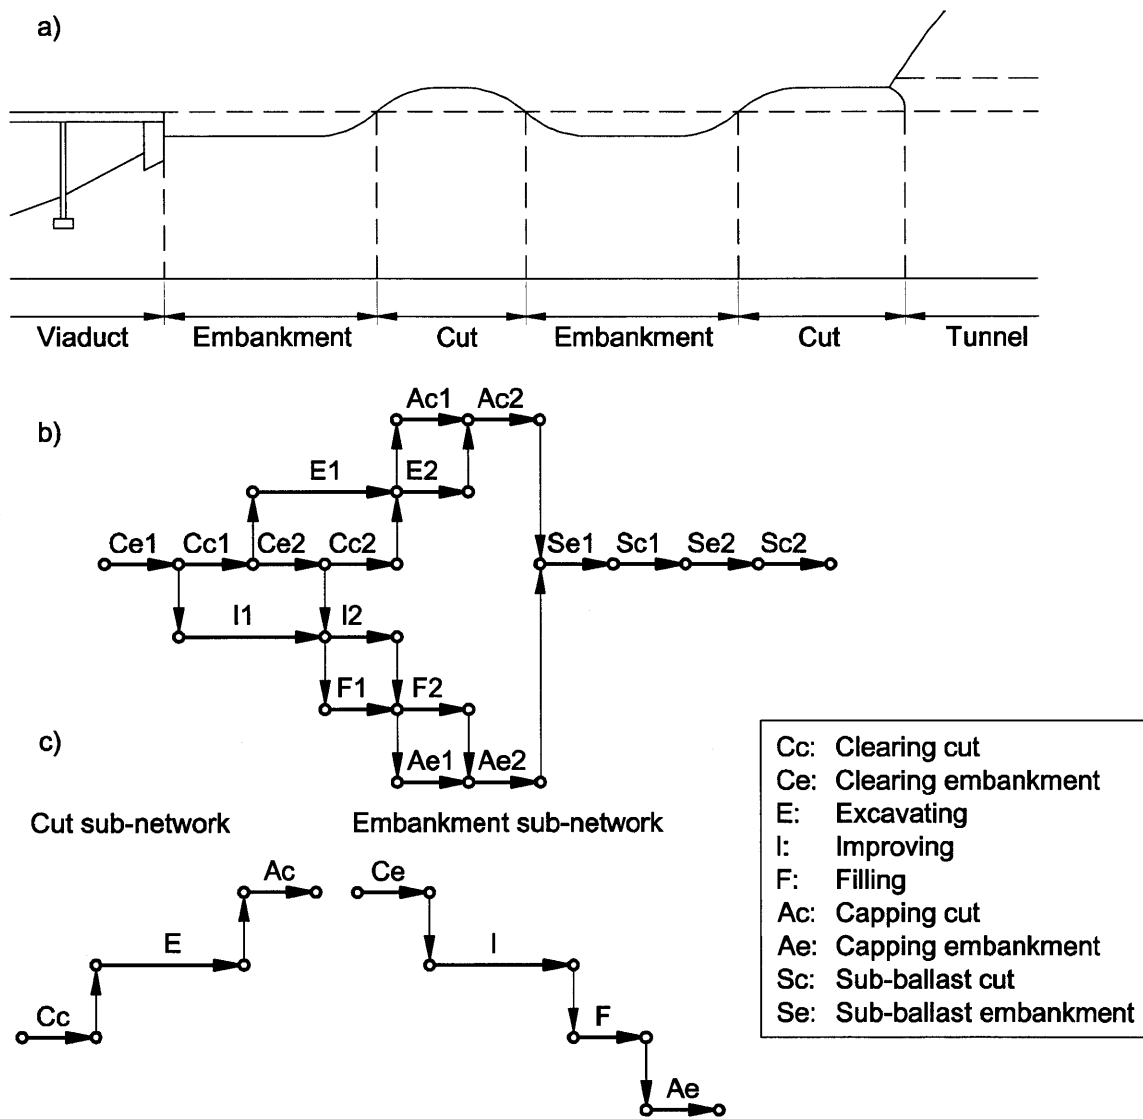 a)
Viaduct Embankment Cut Embankment Cut Tunnel
b)
Ac1 Ac2
E1 E2
Ce1 Cc1 Ce2 Cc2 Se1 Sc1 Se2 Sc2
I1 I2
F1 F2
Ae1 Ae2
c)
Cut sub-network Embankment sub-network
Ac Ce
E I
Cc F
Ae
Cc: Clearing cut
Ce: Clearing embankment
E: Excavating
I: Improving
F: Filling
Ac: Capping cut
Ae: Capping embankment
Sc: Sub-ballast cut
Se: Sub-ballast embankment